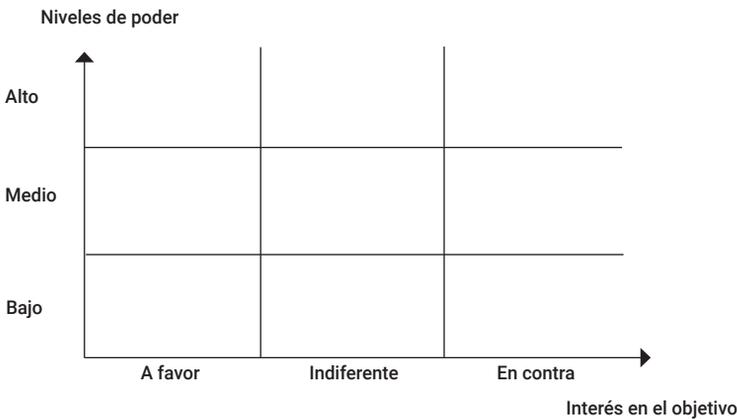 Niveles de poder
Alto
Medio
Bajo
A favor
Indiferente
En contra
Interés en el objetivo